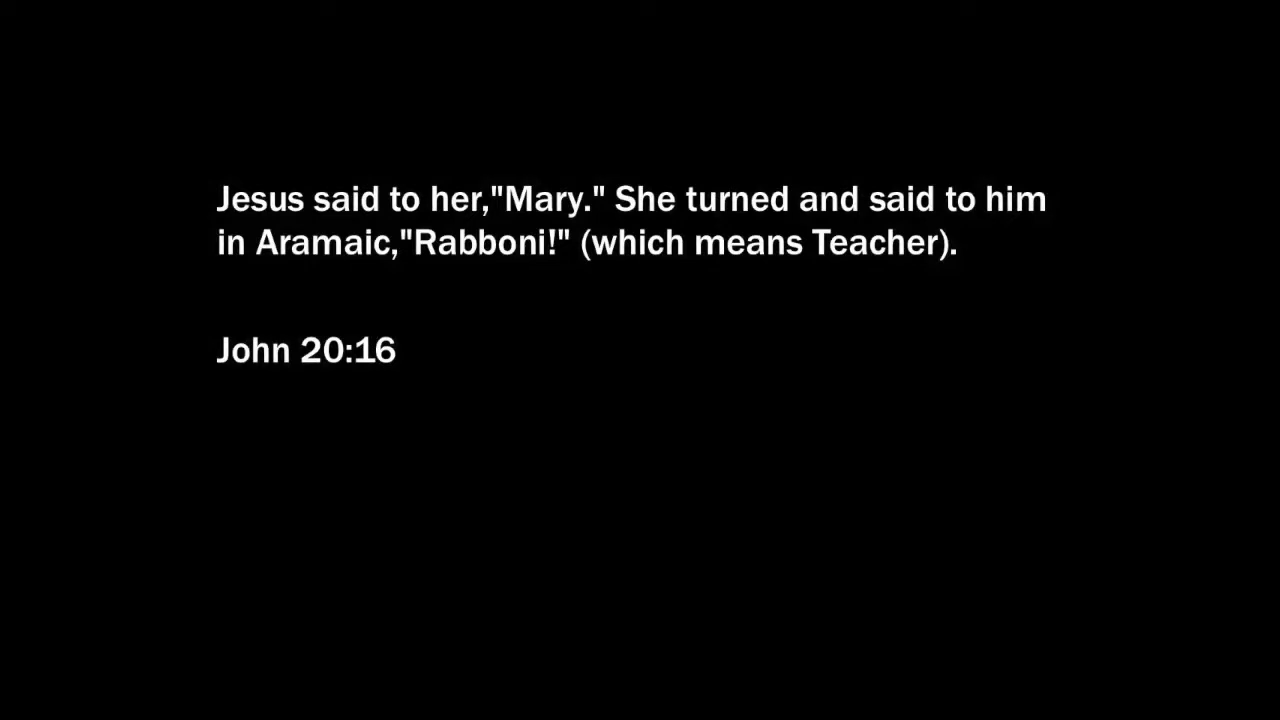 Jesus said to her,"Mary." She turned and said to him
in Aramaic,"Rabboni!" (which means Teacher).
John 20:16